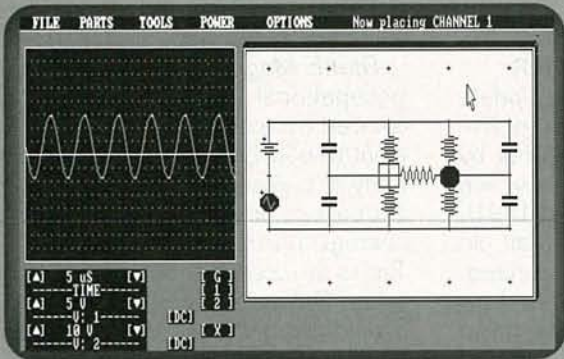 FILE PARTS TOOLS POWER OPTIONS Now placing CHANNEL 1
[▲] 5 uS [▼] [ G ]
------TIME------ [ 1 ]
[▲] 5 V [▼] [ 2 ]
------V: 1------ [DC]
[▲] 10 V [▼] [ X ]
------V: 2------ [DC]